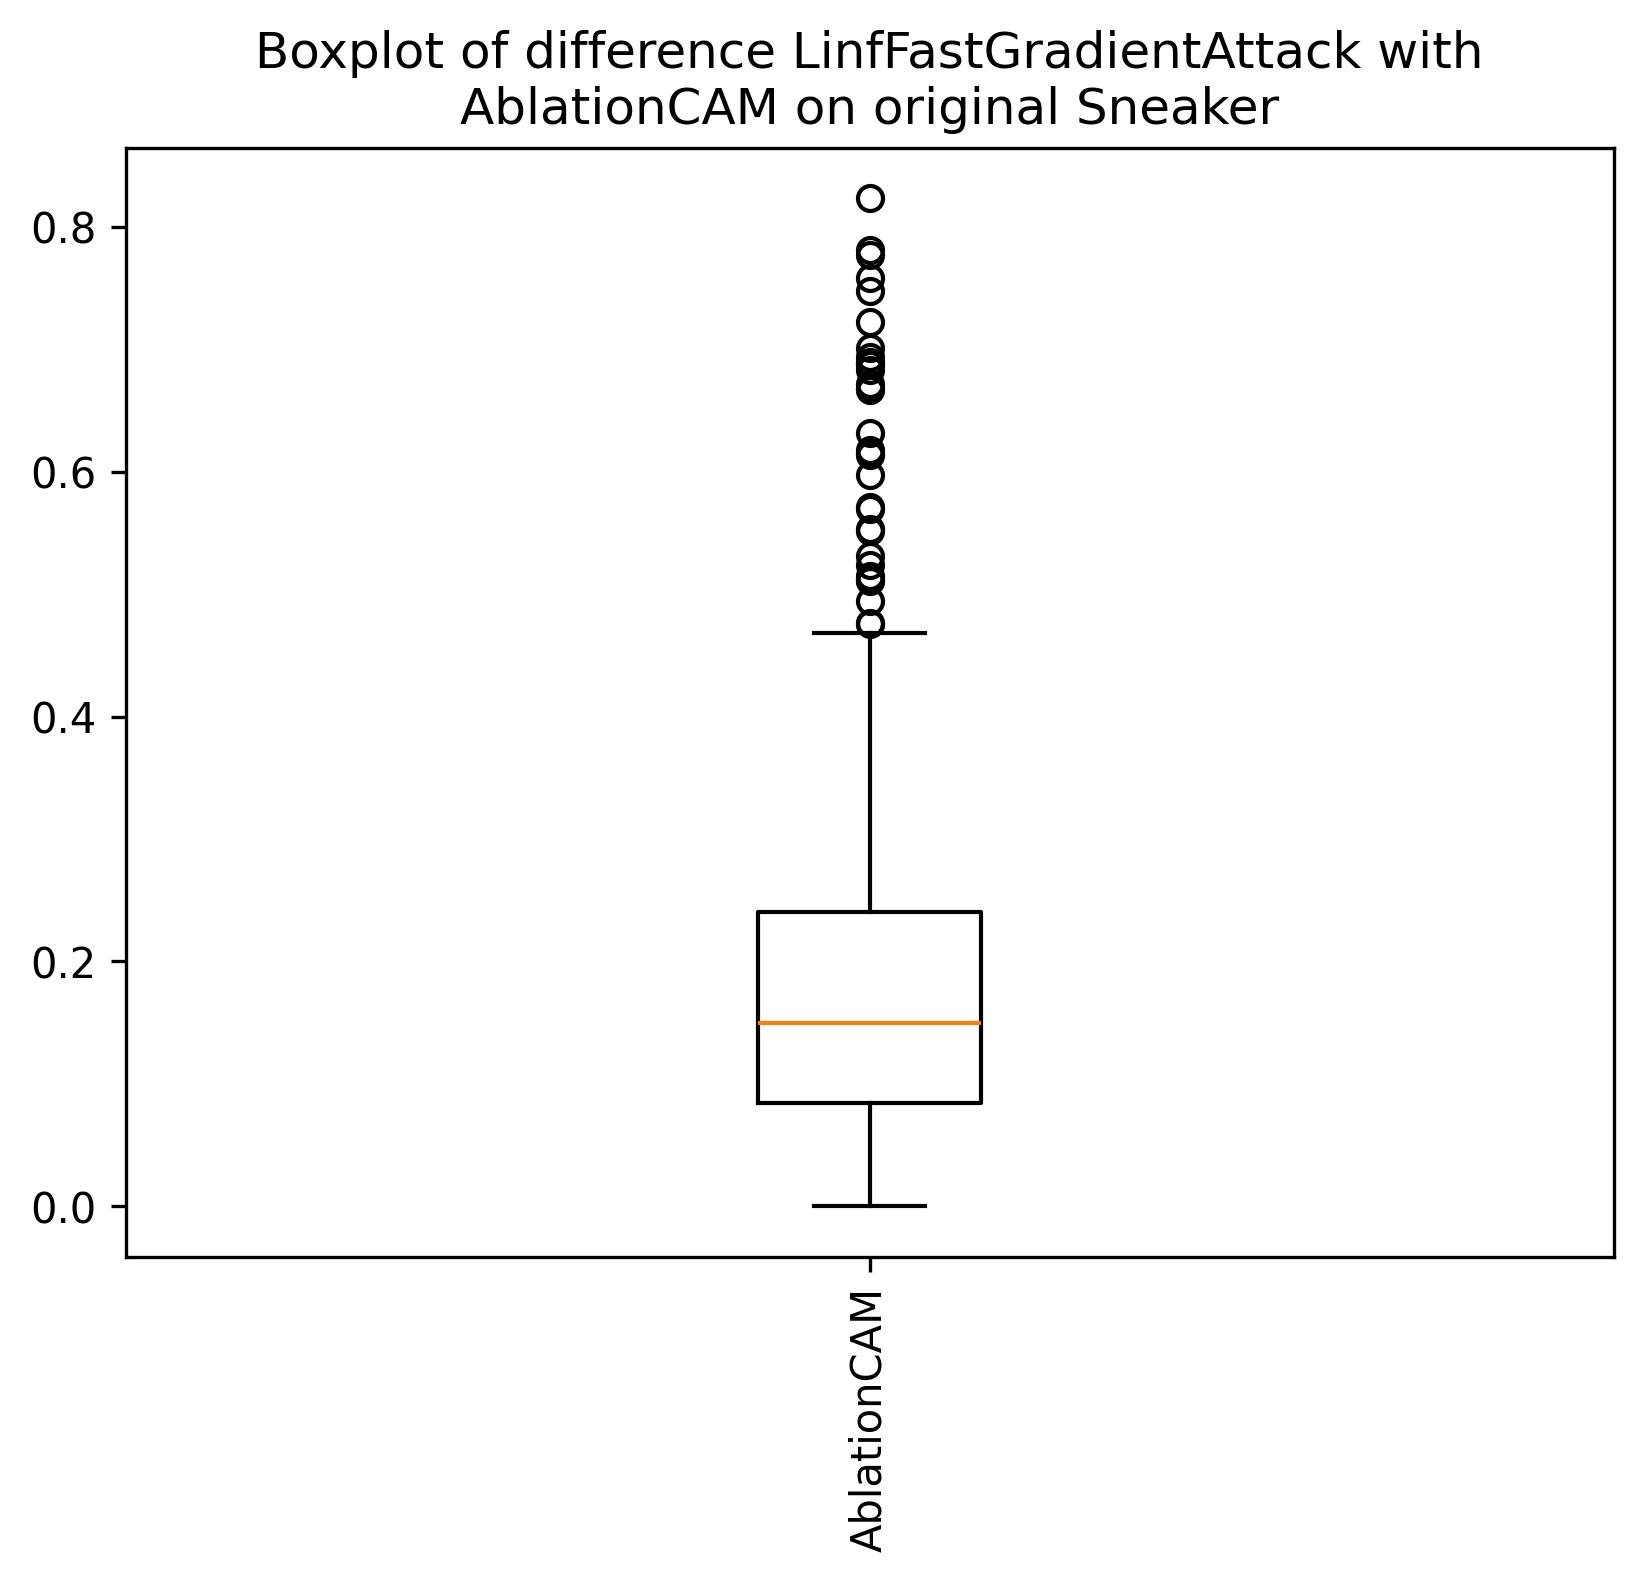 Boxplot of difference LinfFastGradientAttack with
AblationCAM on original Sneaker
0.8
0.6
0.4
0.2
0.0
AblationCAM